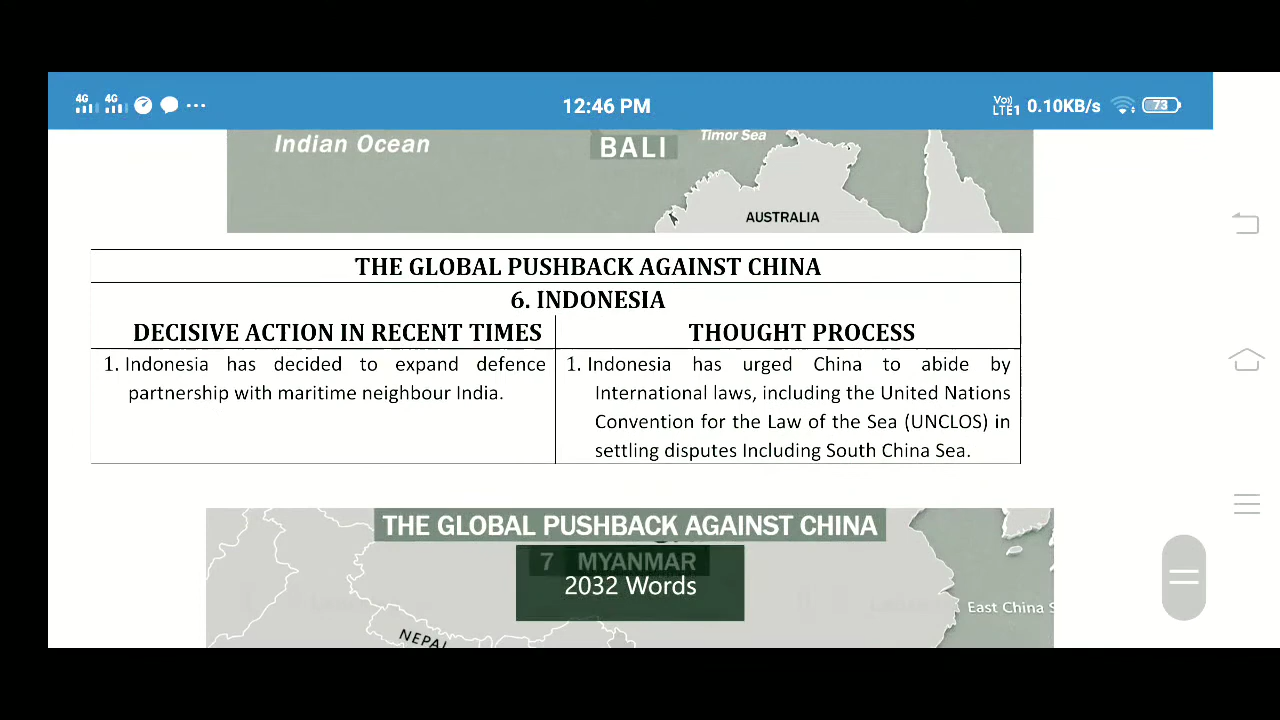 4G 4G ... 12:46 PM Vo) LTE1 0.10KB/s 73
Indian Ocean
BALI
Timor Sea
AUSTRALIA
THE GLOBAL PUSHBACK AGAINST CHINA
6. INDONESIA
DECISIVE ACTION IN RECENT TIMES
THOUGHT PROCESS
1. Indonesia has decided to expand defence
partnership with maritime neighbour India.
1. Indonesia has urged China to abide by
International laws, including the United Nations
Convention for the Law of the Sea (UNCLOS) in
settling disputes Including South China Sea.
THE GLOBAL PUSHBACK AGAINST CHINA
7 MYANMAR
2032 Words
East China S
NEPAL